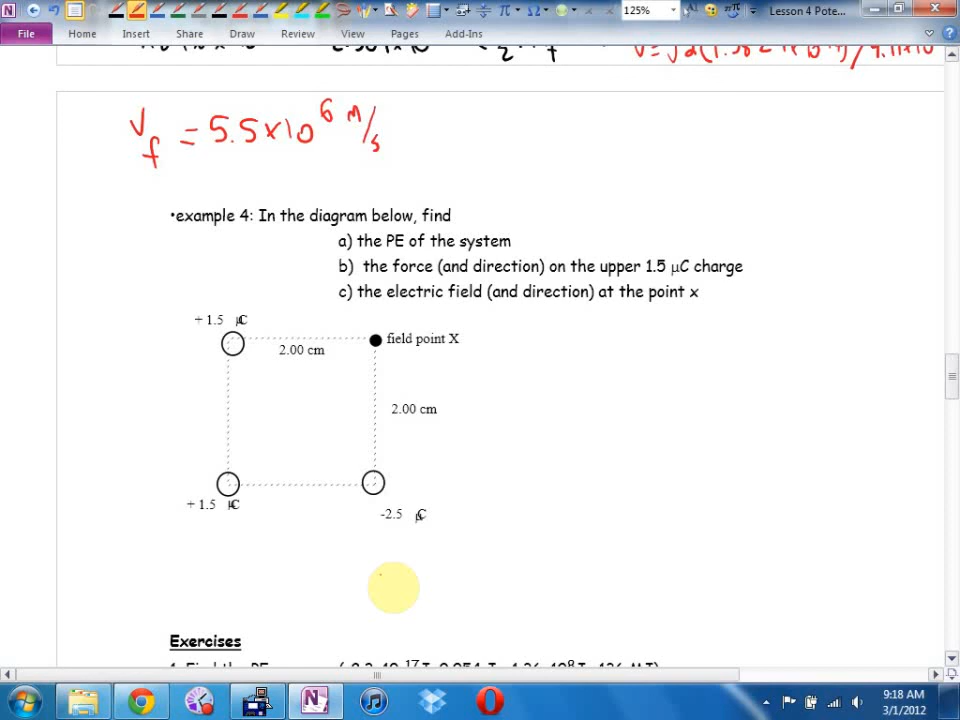 125%
Lesson 4 Pote...
File Home Insert Share Draw Review View Add-Ins
v_f = 5.5×10^6 m/s
•example 4: In the diagram below, find
a) the PE of the system
b) the force (and direction) on the upper 1.5 μC charge
c) the electric field (and direction) at the point x
+ 1.5 μC
field point X
2.00 cm
2.00 cm
+ 1.5 μC
-2.5 μC
Exercises
9:18 AM
3/1/2012